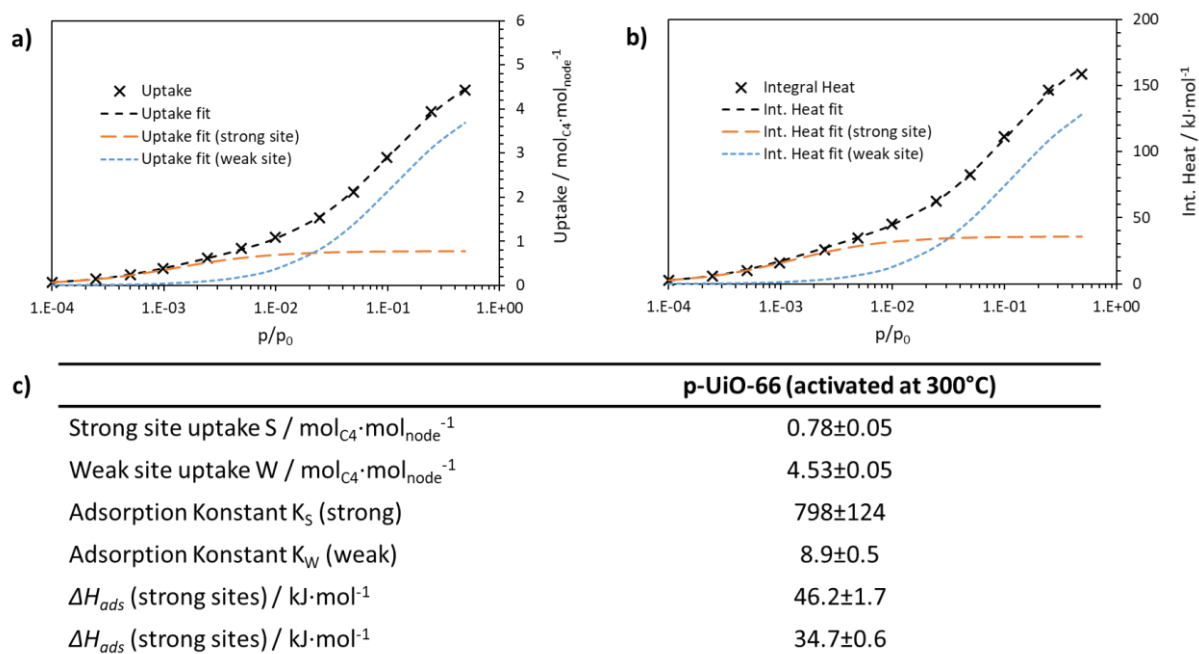 a)
Uptake
Uptake fit
Uptake fit (strong site)
Uptake fit (weak site)
6
5
4
3
2
1
0
Uptake / mol_C4·mol_node^-1
1.E-04 1.E-03 1.E-02 1.E-01 1.E+00
p/p_0
b)
Integral Heat
Int. Heat fit
Int. Heat fit (strong site)
Int. Heat fit (weak site)
200
150
100
50
0
Int. Heat / kJ·mol^-1
1.E-04 1.E-03 1.E-02 1.E-01 1.E+00
p/p_0
c) p-UiO-66 (activated at 300°C)
Strong site uptake S / mol_C4·mol_node^-1 0.78±0.05
Weak site uptake W / mol_C4·mol_node^-1 4.53±0.05
Adsorption Konstant K_S (strong) 798±124
Adsorption Konstant K_W (weak) 8.9±0.5
ΔH_ads (strong sites) / kJ·mol^-1 46.2±1.7
ΔH_ads (strong sites) / kJ·mol^-1 34.7±0.6